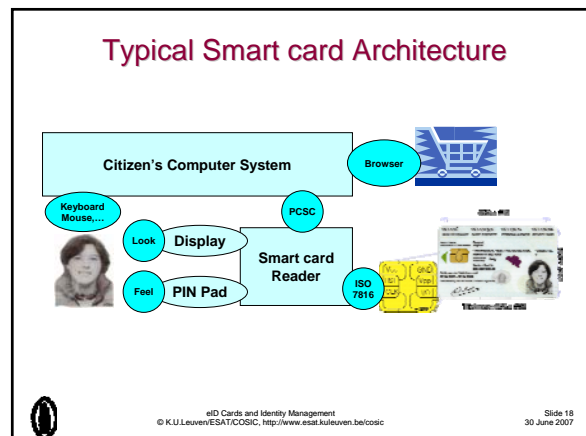 Typical Smart card Architecture
Citizen's Computer System
Browser
Keyboard
Mouse,...
PCSC
Look
Display
Smart card
Reader
Feel
PIN Pad
ISO
7816
GND
eID Cards and Identity Management
© K.U.Leuven/ESAT/COSIC, http://www.esat.kuleuven.be/cosic
Slide 18
30 June 2007